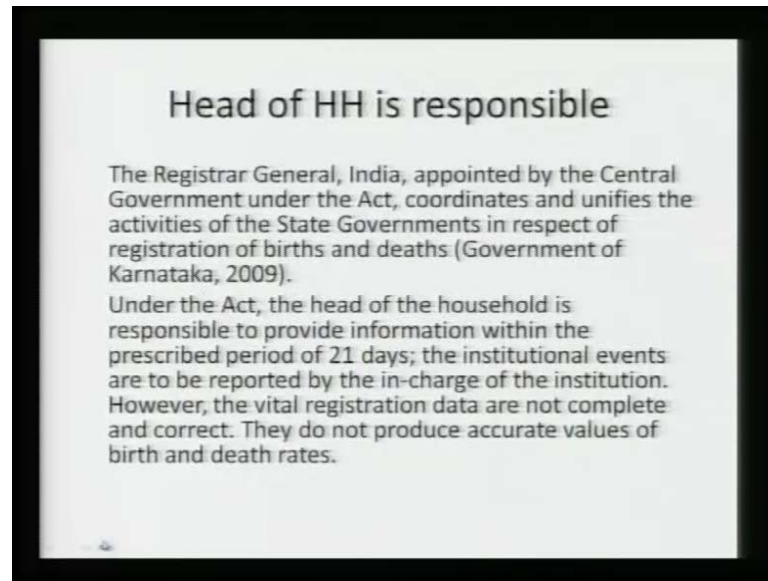 Head of HH is responsible
The Registrar General, India, appointed by the Central
Government under the Act, coordinates and unifies the
activities of the State Governments in respect of
registration of births and deaths (Government of
Karnataka, 2009).
Under the Act, the head of the household is
responsible to provide information within the
prescribed period of 21 days; the institutional events
are to be reported by the in-charge of the institution.
However, the vital registration data are not complete
and correct. They do not produce accurate values of
birth and death rates.